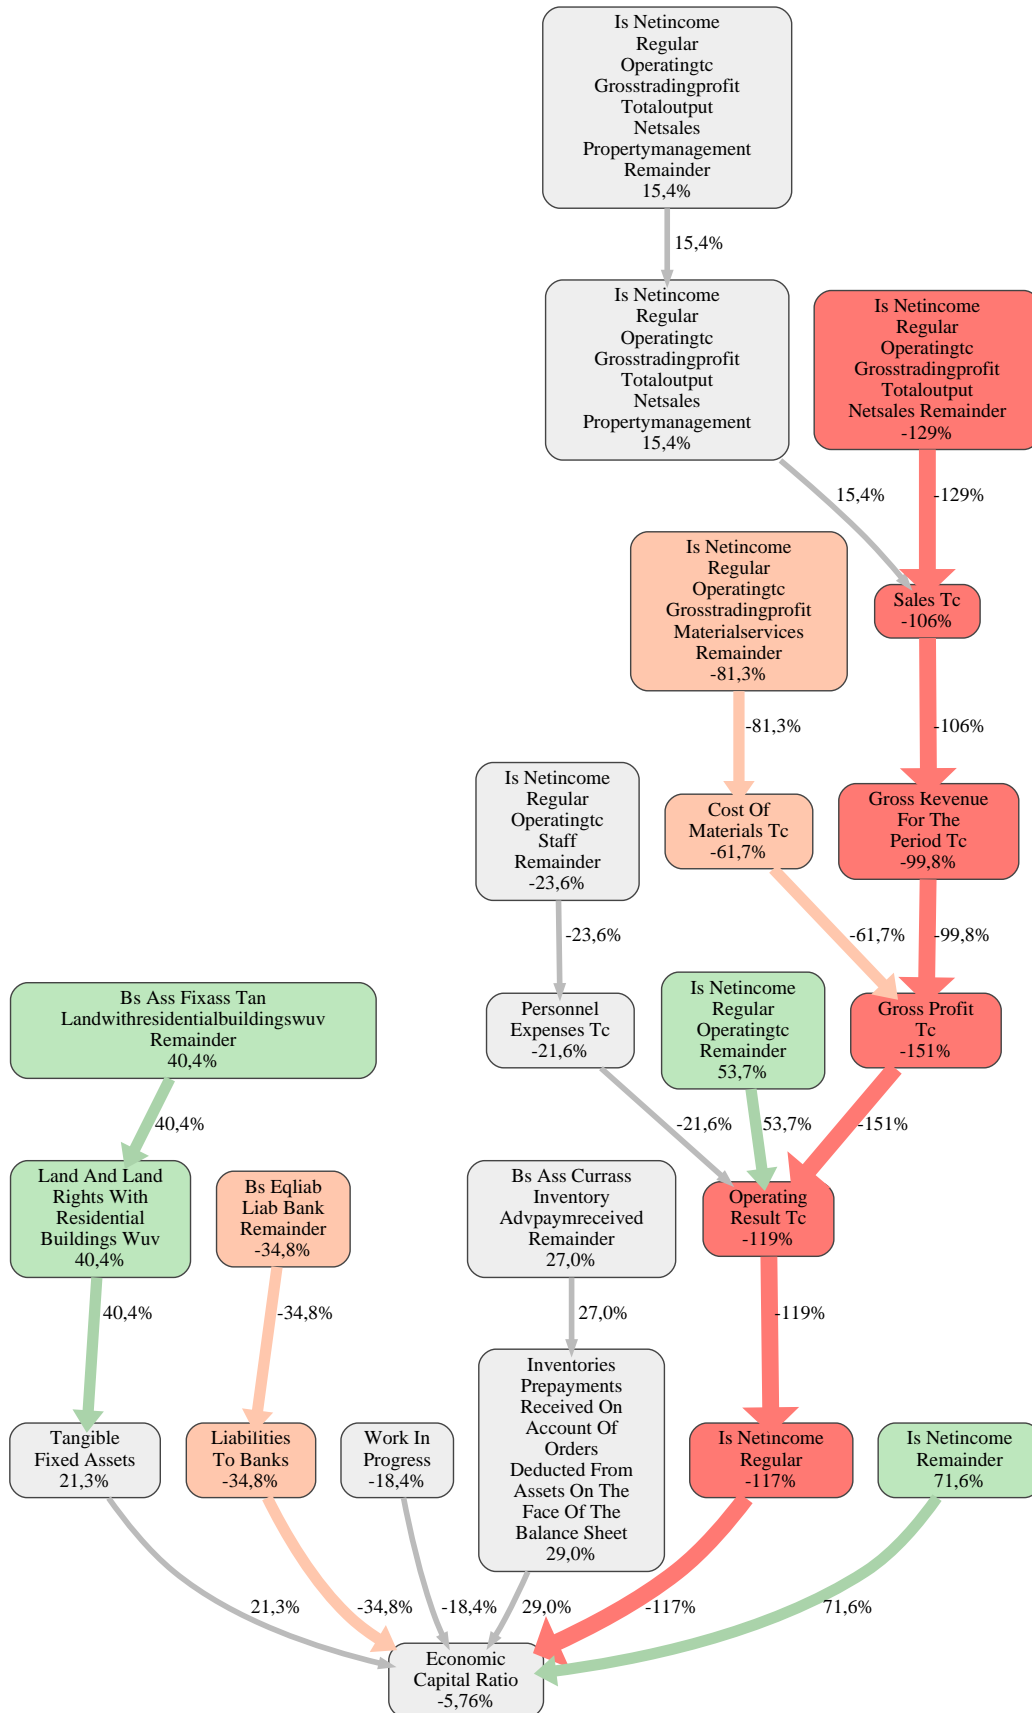 Is Netincome
Regular
Operatingtc
Grosstradingprofit
Totaloutput
Netsales
Propertymanagement
Remainder
15,4%
15,4%
Is Netincome
Regular
Operatingtc
Grosstradingprofit
Totaloutput
Netsales
Propertymanagement
15,4%
Is Netincome
Regular
Operatingtc
Grosstradingprofit
Totaloutput
Netsales Remainder
-129%
15,4%
-129%
Is Netincome
Regular
Operatingtc
Grosstradingprofit
Materialservices
Remainder
-81,3%
Sales Tc
-106%
-81,3%
-106%
Is Netincome
Regular
Operatingtc
Staff
Remainder
-23,6%
Cost Of
Materials Tc
-61,7%
Gross Revenue
For The
Period Tc
-99,8%
-23,6%
-61,7%
-99,8%
Bs Ass Fixass Tan
Landwithresidentialbuildingswuv
Remainder
40,4%
Personnel
Expenses Tc
-21,6%
Is Netincome
Regular
Operatingtc
Remainder
53,7%
Gross Profit
Tc
-151%
40,4%
-21,6%
53,7%
-151%
Land And Land
Rights With
Residential
Buildings Wuv
40,4%
Bs Eqliab
Liab Bank
Remainder
-34,8%
Bs Ass Currass
Inventory
Advpaymreceived
Remainder
27,0%
Operating
Result Tc
-119%
40,4%
-34,8%
27,0%
-119%
Tangible
Fixed Assets
21,3%
Liabilities
To Banks
-34,8%
Work In
Progress
-18,4%
Inventories
Prepayments
Received On
Account Of
Orders
Deducted From
Assets On The
Face Of The
Balance Sheet
29,0%
Is Netincome
Regular
-117%
Is Netincome
Remainder
71,6%
21,3%
-34,8%
-18,4%
29,0%
-117%
71,6%
Economic
Capital Ratio
-5,76%